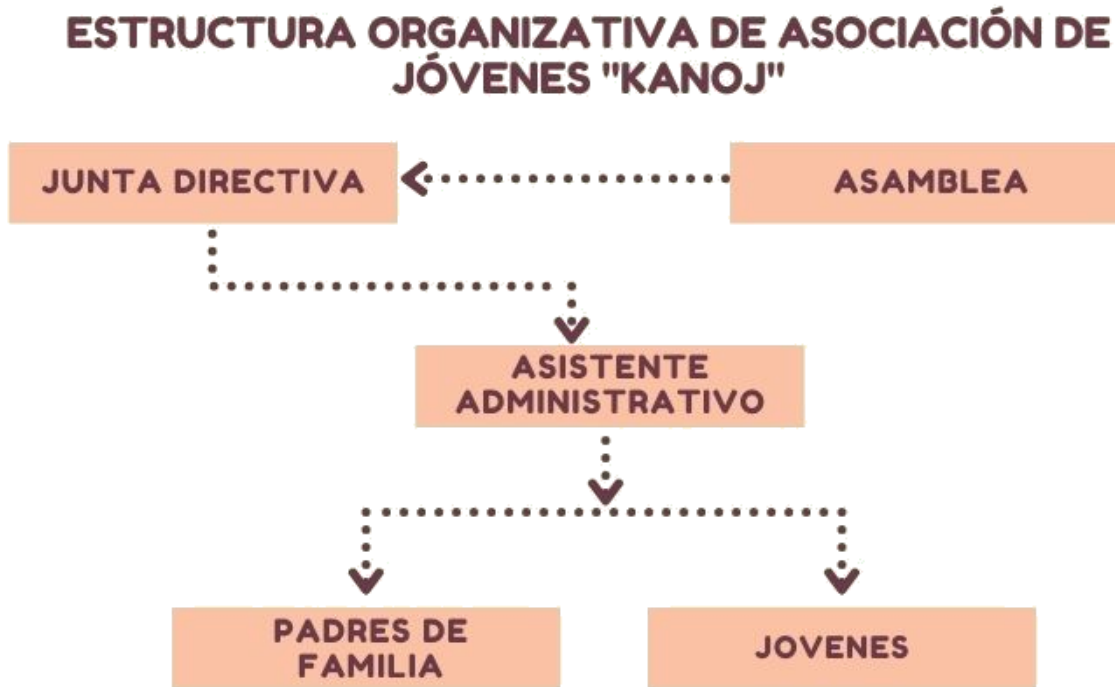 ESTRUCTURA ORGANIZATIVA DE ASOCIACIÓN DE
JÓVENES "KANOJ"
JUNTA DIRECTIVA
ASAMBLEA
ASISTENTE
ADMINISTRATIVO
PADRES DE
FAMILIA
JOVENES